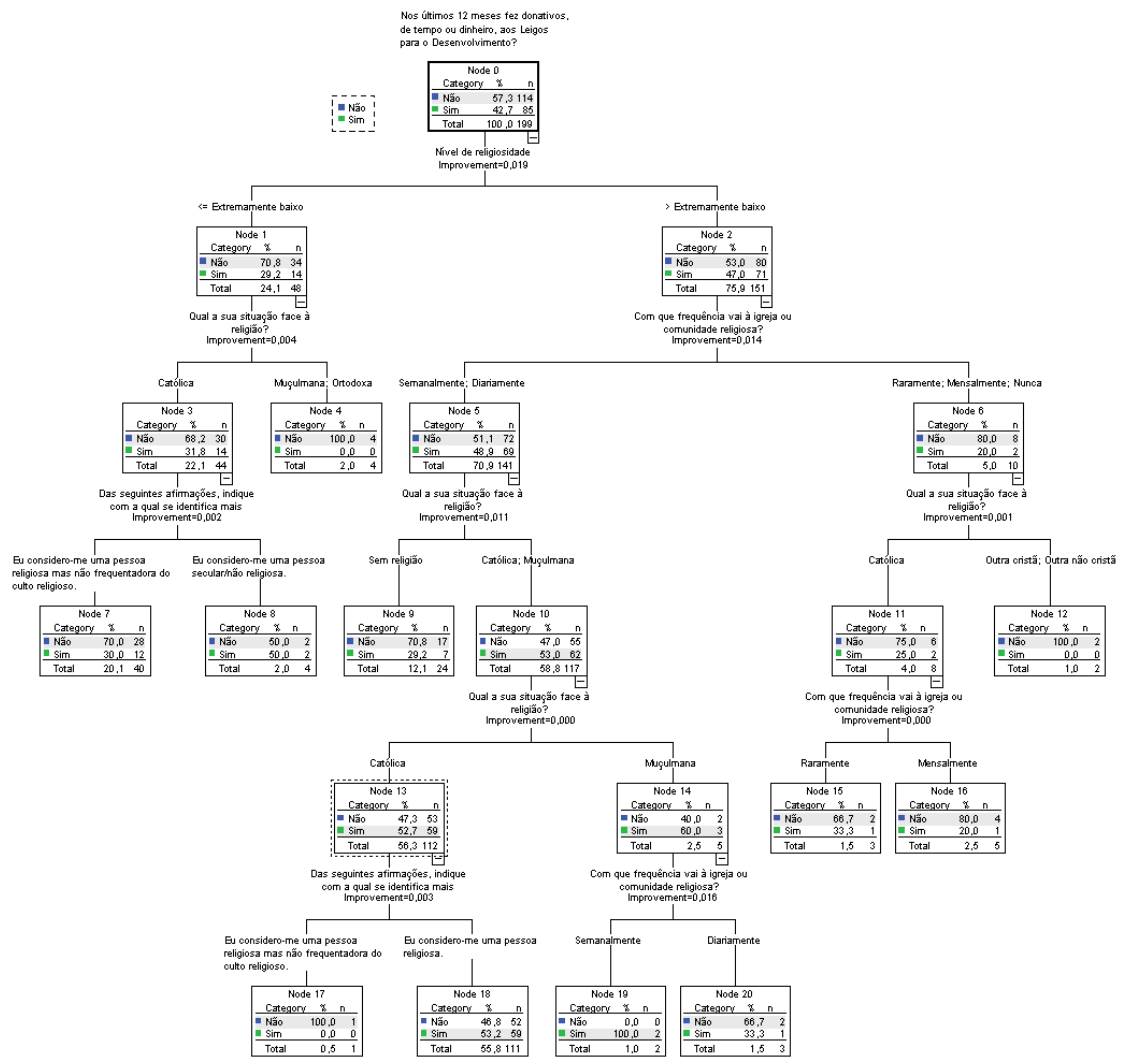 Nos últimos 12 meses fez donativos,
de tempo ou dinheiro, aos Leigos
para o Desenvolvimento?
Node 0
Category % n
Não 57,3 114
Sim 42,7 85
Total 100,0 199
Não
Sim
Nível de religiosidade
Improvement=0,019
<= Extremamente baixo
> Extremamente baixo
Node 1
Category % n
Não 70,8 34
Sim 29,2 14
Total 24,1 48
Node 2
Category % n
Não 53,0 80
Sim 47,0 71
Total 75,9 151
Qual a sua situação face à
religião?
Improvement=0,004
Com que frequência vai à igreja ou
comunidade religiosa?
Improvement=0,014
Católica
Muçulmana; Ortodoxa
Semanalmente; Diariamente
Raramente; Mensalmente; Nunca
Node 3
Category % n
Não 68,2 30
Sim 31,8 14
Total 22,1 44
Node 4
Category % n
Não 100,0 4
Sim 0,0 0
Total 2,0 4
Node 5
Category % n
Não 51,1 72
Sim 48,9 69
Total 70,9 141
Node 6
Category % n
Não 80,0 8
Sim 20,0 2
Total 5,0 10
Das seguintes afirmações, indique
com a qual se identifica mais
Improvement=0,002
Qual a sua situação face à
religião?
Improvement=0,011
Qual a sua situação face à
religião?
Improvement=0,001
Eu considero-me uma pessoa
religiosa mas não frequentadora do
culto religioso.
Eu considero-me uma pessoa
secular/não religiosa.
Sem religião
Católica; Muçulmana
Católica
Outra cristã; Outra não cristã
Node 7
Category % n
Não 70,0 28
Sim 30,0 12
Total 20,1 40
Node 8
Category % n
Não 50,0 2
Sim 50,0 2
Total 2,0 4
Node 9
Category % n
Não 70,8 17
Sim 29,2 7
Total 12,1 24
Node 10
Category % n
Não 47,0 55
Sim 53,0 62
Total 58,8 117
Node 11
Category % n
Não 75,0 6
Sim 25,0 2
Total 4,0 8
Node 12
Category % n
Não 100,0 2
Sim 0,0 0
Total 1,0 2
Qual a sua situação face à
religião?
Improvement=0,000
Com que frequência vai à igreja ou
comunidade religiosa?
Improvement=0,000
Católica
Muçulmana
Raramente
Mensalmente
Node 13
Category % n
Não 47,3 53
Sim 52,7 59
Total 56,3 112
Node 14
Category % n
Não 40,0 2
Sim 60,0 3
Total 2,5 5
Node 15
Category % n
Não 66,7 2
Sim 33,3 1
Total 1,5 3
Node 16
Category % n
Não 80,0 4
Sim 20,0 1
Total 2,5 5
Das seguintes afirmações, indique
com a qual se identifica mais
Improvement=0,003
Com que frequência vai à igreja ou
comunidade religiosa?
Improvement=0,016
Eu considero-me uma pessoa
religiosa mas não frequentadora do
culto religioso.
Eu considero-me uma pessoa
religiosa.
Semanalmente
Diariamente
Node 17
Category % n
Não 100,0 1
Sim 0,0 0
Total 0,5 1
Node 18
Category % n
Não 46,8 52
Sim 53,2 59
Total 55,8 111
Node 19
Category % n
Não 0,0 0
Sim 100,0 2
Total 1,0 2
Node 20
Category % n
Não 66,7 2
Sim 33,3 1
Total 1,5 3